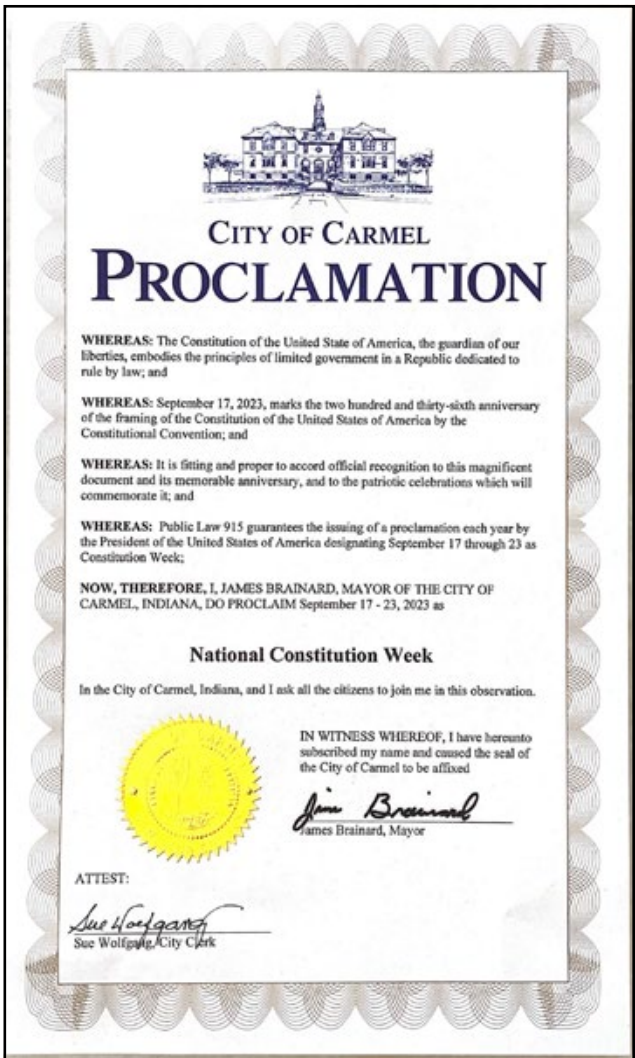 CITY OF CARMEL
PROCLAMATION
WHEREAS: The Constitution of the United State of America, the guardian of our
liberties, embodies the principles of limited government in a Republic dedicated to
rule by law; and
WHEREAS: September 17, 2023, marks the two hundred and thirty-sixth anniversary
of the framing of the Constitution of the United States of America by the
Constitutional Convention; and
WHEREAS: It is fitting and proper to accord official recognition to this magnificent
document and its memorable anniversary, and to the patriotic celebrations which will
commemorate it; and
WHEREAS: Public Law 915 guarantees the issuing of a proclamation each year by
the President of the United States of America designating September 17 through 23 as
Constitution Week;
NOW, THEREFORE, I, JAMES BRAINARD, MAYOR OF THE CITY OF
CARMEL, INDIANA, DO PROCLAIM September 17 - 23, 2023 as
National Constitution Week
In the City of Carmel, Indiana, and I ask all the citizens to join me in this observation.
IN WITNESS WHEREOF, I have hereunto
subscribed my name and caused the seal of
the City of Carmel to be affixed
Jim Brainard
James Brainard, Mayor
ATTEST:
Sue Wolfgang
Sue Wolfgang, City Clerk